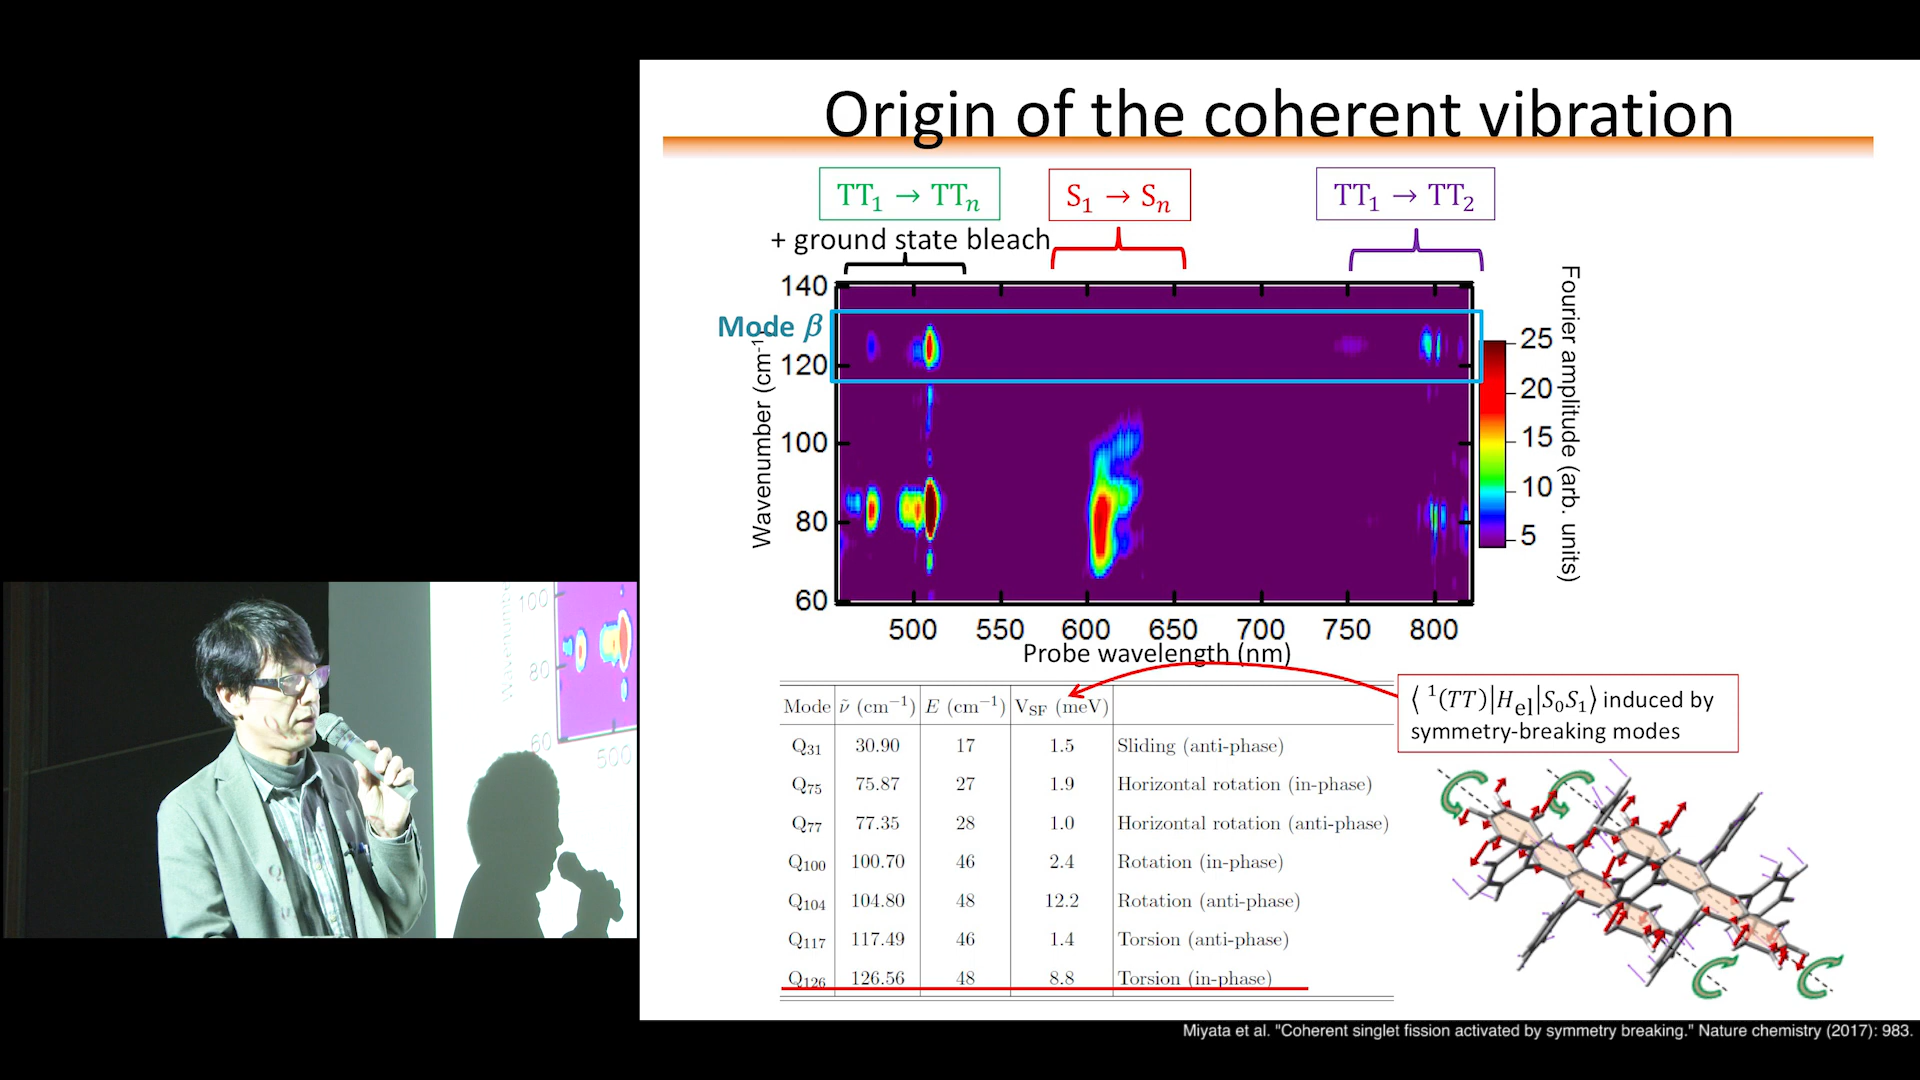 Origin of the coherent vibration
TT₁ → TTₙ
S₁ → Sₙ
TT₁ → TT₂
+ ground state bleach
Mode β
Wavenumber (cm⁻¹)
140
120
100
80
60
500 550 600 650 700 750 800
Probe wavelength (nm)
25
20
15
10
5
Fourier amplitude (arb. units)
⟨ ¹(TT)|H_el|S₀S₁⟩ induced by
symmetry-breaking modes
Mode ν̃ (cm⁻¹) E (cm⁻¹) V_SF (meV)
Q₃₁ 30.90 17 1.5 Sliding (anti-phase)
Q₇₅ 75.87 27 1.9 Horizontal rotation (in-phase)
Q₇₇ 77.35 28 1.0 Horizontal rotation (anti-phase)
Q₁₀₀ 100.70 46 2.4 Rotation (in-phase)
Q₁₀₄ 104.80 48 12.2 Rotation (anti-phase)
Q₁₁₇ 117.49 46 1.4 Torsion (anti-phase)
Q₁₂₆ 126.56 48 8.8 Torsion (in-phase)
100
80
60
500
Miyata et al. "Coherent singlet fission activated by symmetry breaking." Nature chemistry (2017): 983.